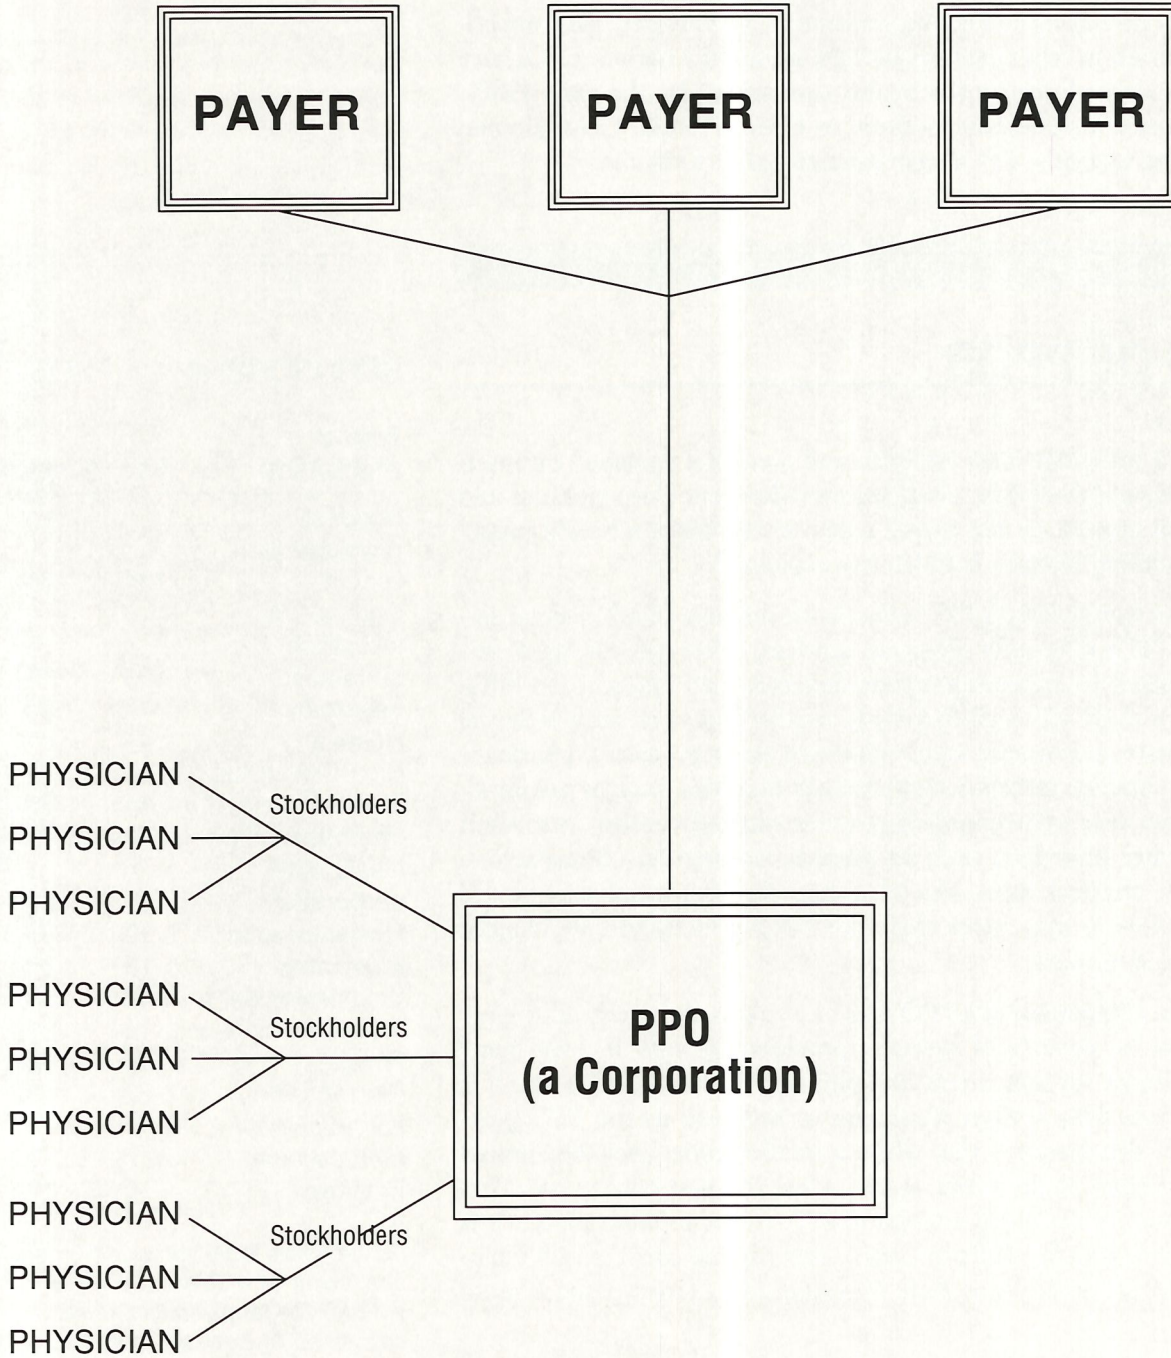 PAYER PAYER PAYER
PHYSICIAN
Stockholders
PHYSICIAN
PHYSICIAN
PHYSICIAN
Stockholders
PHYSICIAN
PHYSICIAN
PPO
(a Corporation)
PHYSICIAN
Stockholders
PHYSICIAN
PHYSICIAN